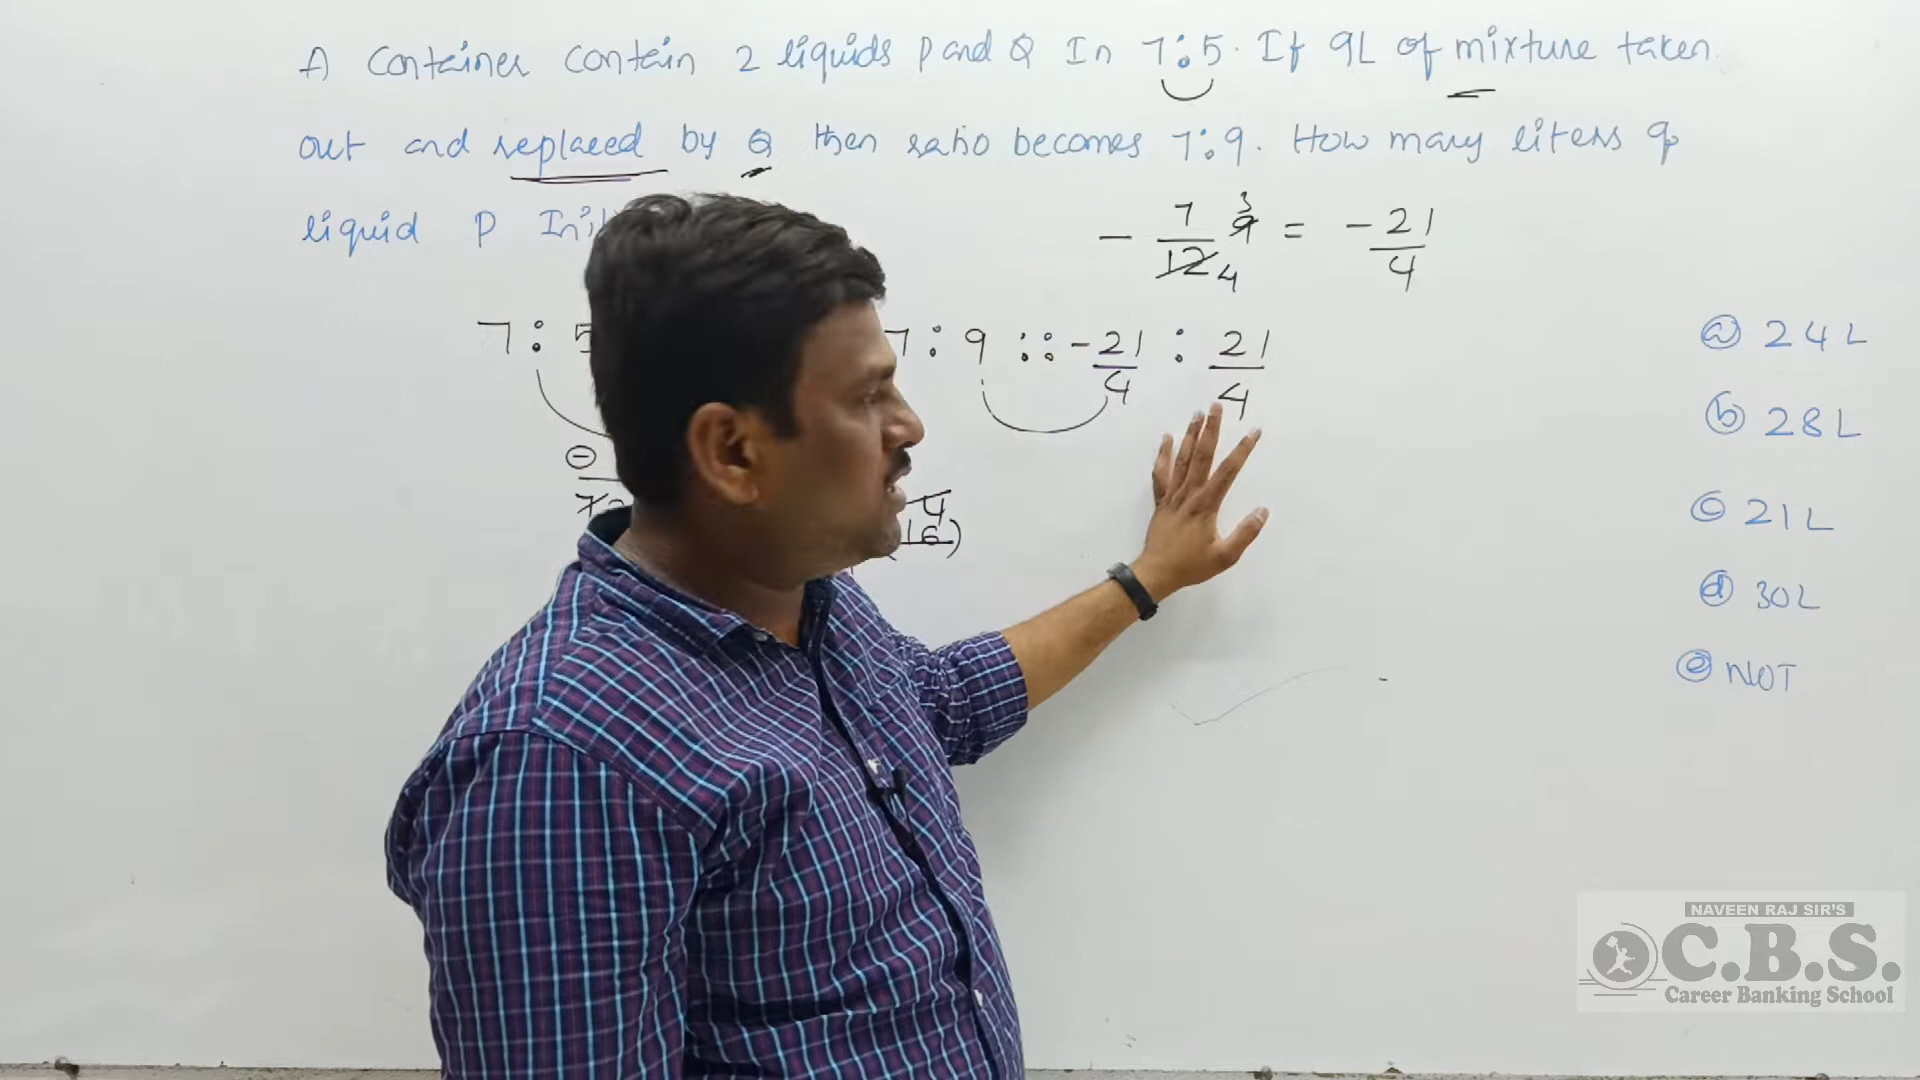 A Container Contain 2 liquids P and Q In 7:5. If 9L of mixture taken
out and replaced by Q then ratio becomes 7:9. How many liters of
liquid P
- 7/12 9 3 4 = -21/4
7 : 5 7 : 9 :: -21/4 : 21/4
(-)
4
16)
(a) 24L
(b) 28L
(c) 21L
(d) 30L
(e) NOT
NAVEEN RAJ SIR'S
C.B.S.
Career Banking School